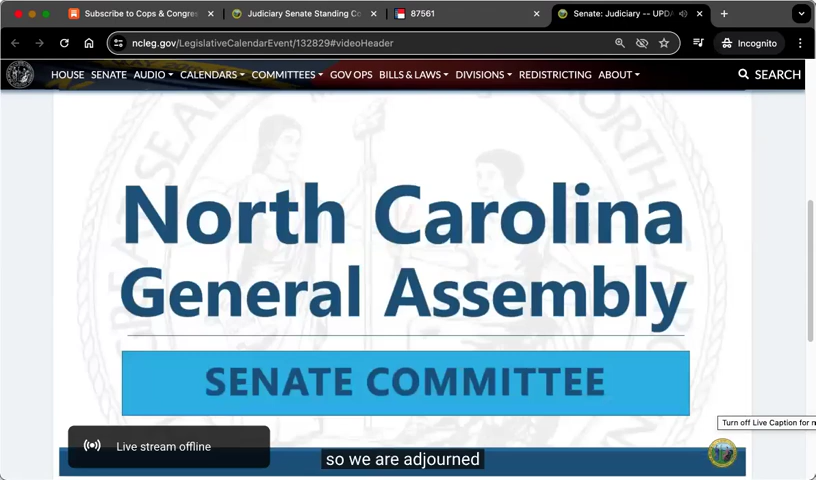 Subscribe to Cops & Congre
Judiciary Senate Standing Co
87561
Senate: Judiciary -- UPDA
ncleg.gov/LegislativeCalendarEvent/132829#videoHeader
Incognito
HOUSE SENATE AUDIO CALENDARS COMMITTEES GOV OPS BILLS & LAWS DIVISIONS REDISTRICTING ABOUT SEARCH
North Carolina
General Assembly
SENATE COMMITTEE
Turn off Live Caption for m
Live stream offline
so we are adjourned